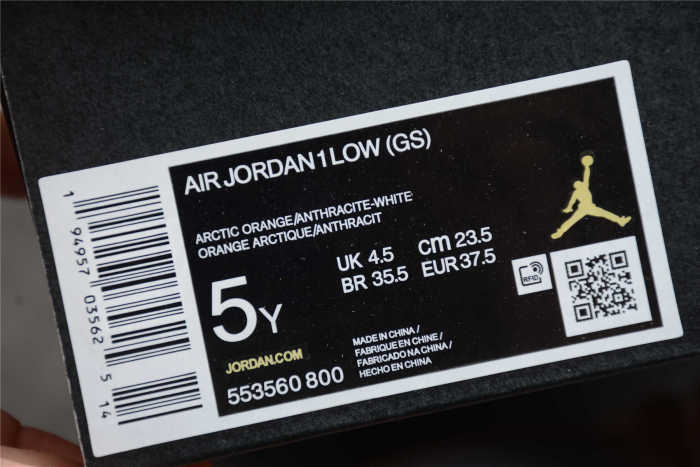 AIR JORDAN 1 LOW (GS)
ARCTIC ORANGE/ANTHRACITE-WHITE
ORANGE ARCTIQUE/ANTHRACIT
5Y
UK 4.5 cm 23.5
BR 35.5 EUR 37.5
RFID
JORDAN.COM
553560 800
MADE IN CHINA /
FABRIQUE EN CHINE /
FABRICADO NA CHINA /
HECHO EN CHINA
1 94957 03562 5 14